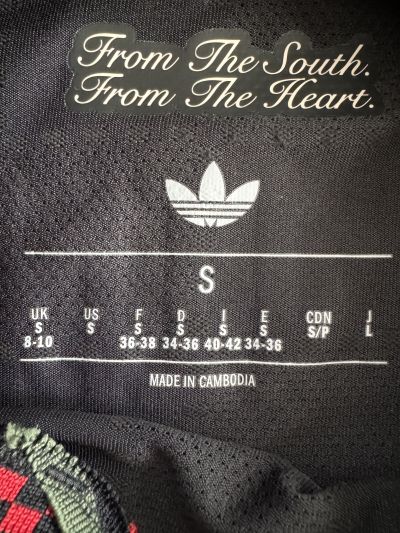 From The South.
From The Heart.
S
UK US F D I E CDN J
S S S S S S S/P L
8-10 36-38 34-36 40-42 34-36
MADE IN CAMBODIA